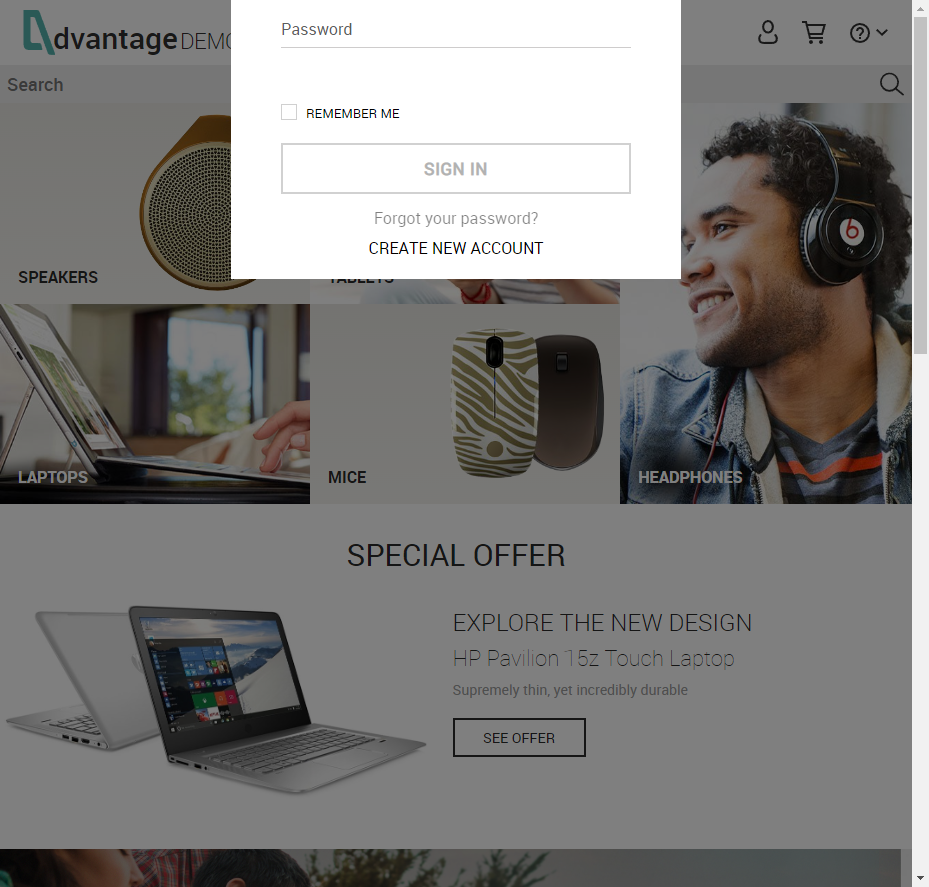 dvantage DEMO
Password
Search
REMEMBER ME
SIGN IN
Forgot your password?
CREATE NEW ACCOUNT
SPEAKERS
TABLETS
LAPTOPS
MICE
HEADPHONES
SPECIAL OFFER
EXPLORE THE NEW DESIGN
HP Pavilion 15z Touch Laptop
Supremely thin, yet incredibly durable
SEE OFFER